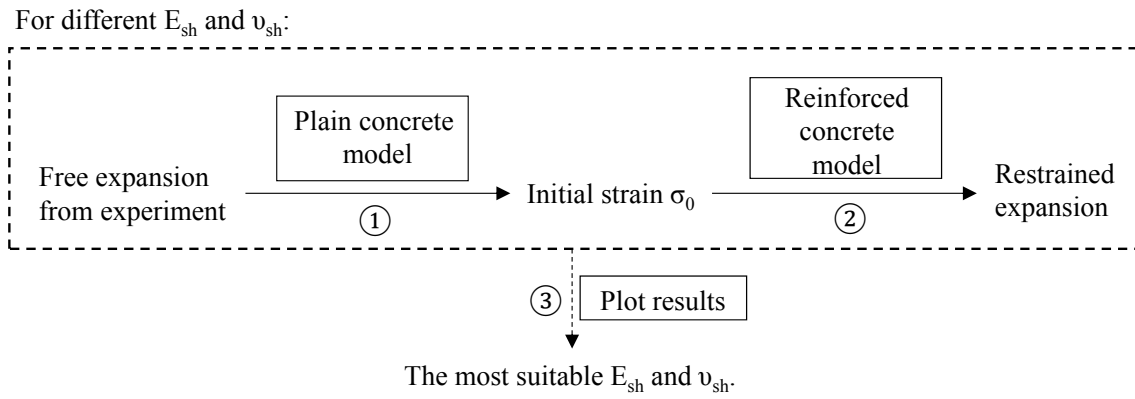 For different E_sh and υ_sh:
Plain concrete
model
Reinforced
concrete
model
Free expansion
from experiment
①
Initial strain σ_0
②
Restrained
expansion
③
Plot results
The most suitable E_sh and υ_sh.